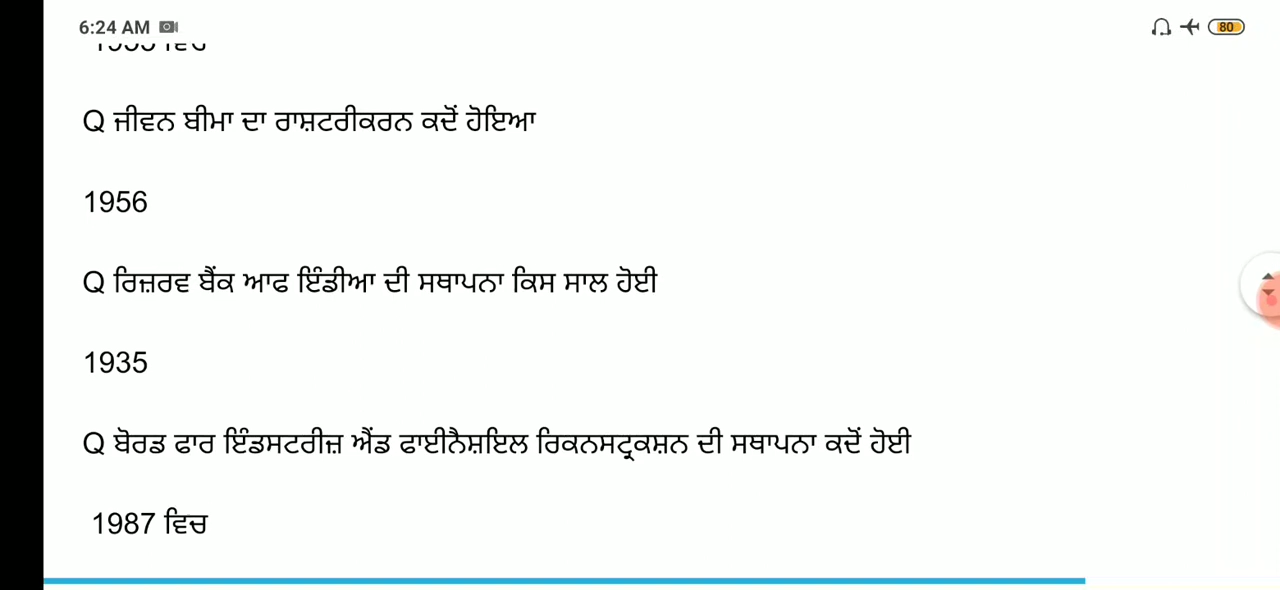 6:24 AM
80
Q ਜੀਵਨ ਬੀਮਾ ਦਾ ਰਾਸ਼ਟਰੀਕਰਨ ਕਦੋਂ ਹੋਇਆ
1956
Q ਰਿਜ਼ਰਵ ਬੈਂਕ ਆਫ ਇੰਡੀਆ ਦੀ ਸਥਾਪਨਾ ਕਿਸ ਸਾਲ ਹੋਈ
1935
Q ਬੋਰਡ ਫਾਰ ਇੰਡਸਟਰੀਜ਼ ਐਂਡ ਫਾਈਨੈਸ਼ਇਲ ਰਿਕਨਸਟ੍ਰਕਸ਼ਨ ਦੀ ਸਥਾਪਨਾ ਕਦੋਂ ਹੋਈ
1987 ਵਿਚ